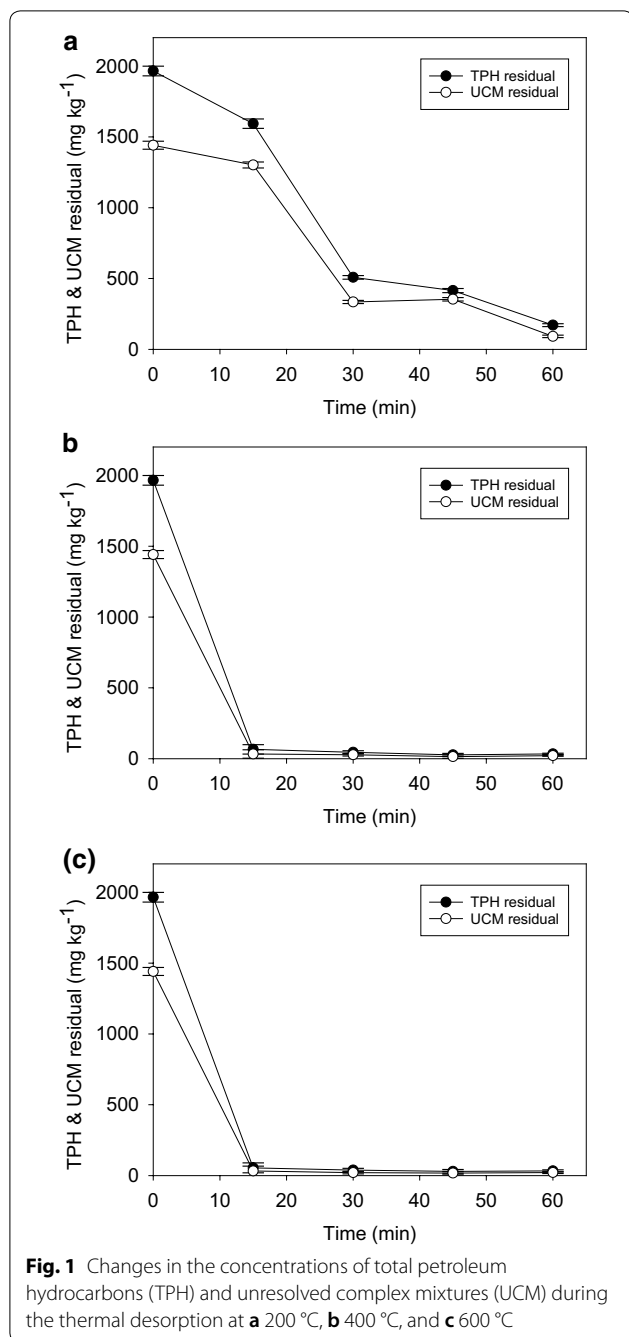 a
2000
1500
1000
500
0
TPH & UCM residual (mg kg⁻¹)
TPH residual
UCM residual
0 10 20 30 40 50 60
Time (min)
b
2000
1500
1000
500
0
TPH & UCM residual (mg kg⁻¹)
TPH residual
UCM residual
0 10 20 30 40 50 60
Time (min)
(c)
2000
1500
1000
500
0
TPH & UCM residual (mg kg⁻¹)
TPH residual
UCM residual
0 10 20 30 40 50 60
Time (min)
Fig. 1 Changes in the concentrations of total petroleum
hydrocarbons (TPH) and unresolved complex mixtures (UCM) during
the thermal desorption at a 200 °C, b 400 °C, and c 600 °C